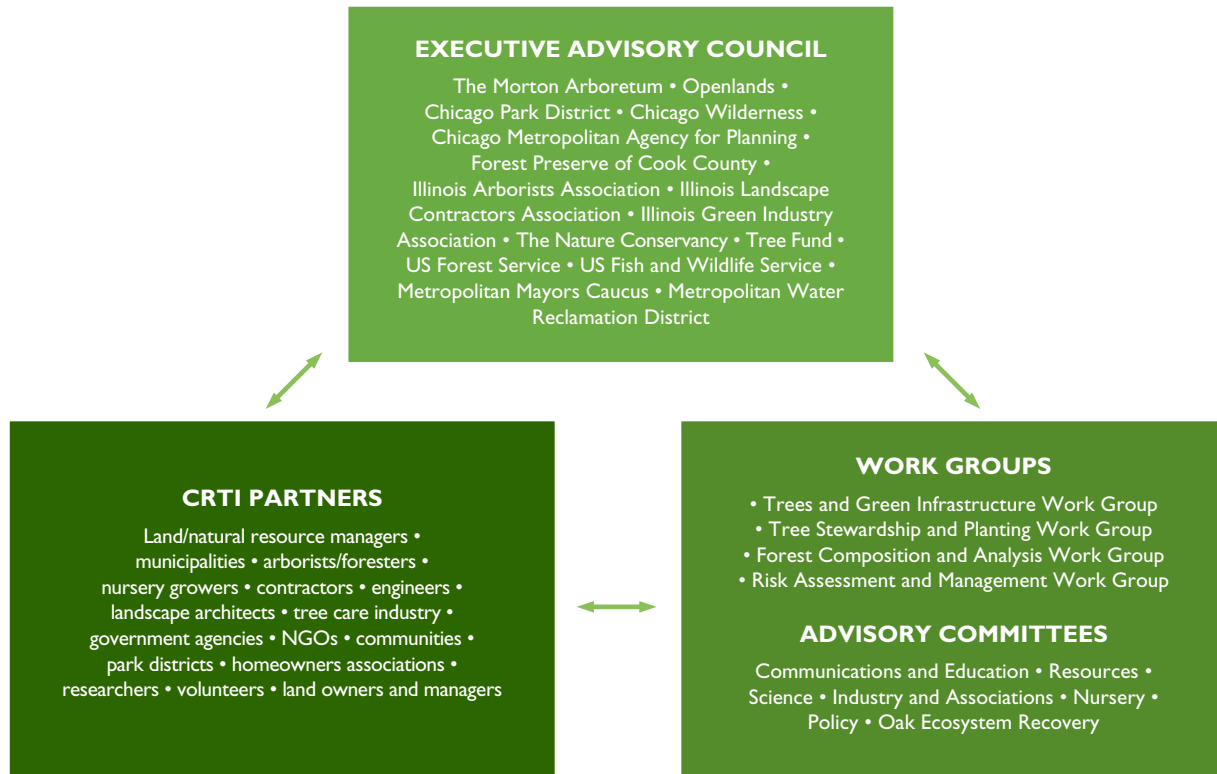 EXECUTIVE ADVISORY COUNCIL
The Morton Arboretum • Openlands •
Chicago Park District • Chicago Wilderness •
Chicago Metropolitan Agency for Planning •
Forest Preserve of Cook County •
Illinois Arborists Association • Illinois Landscape
Contractors Association • Illinois Green Industry
Association • The Nature Conservancy • Tree Fund •
US Forest Service • US Fish and Wildlife Service •
Metropolitan Mayors Caucus • Metropolitan Water
Reclamation District
CRTI PARTNERS
Land/natural resource managers •
municipalities • arborists/foresters •
nursery growers • contractors • engineers •
landscape architects • tree care industry •
government agencies • NGOs • communities •
park districts • homeowners associations •
researchers • volunteers • land owners and managers
WORK GROUPS
• Trees and Green Infrastructure Work Group
• Tree Stewardship and Planting Work Group
• Forest Composition and Analysis Work Group
• Risk Assessment and Management Work Group
ADVISORY COMMITTEES
Communications and Education • Resources •
Science • Industry and Associations • Nursery •
Policy • Oak Ecosystem Recovery